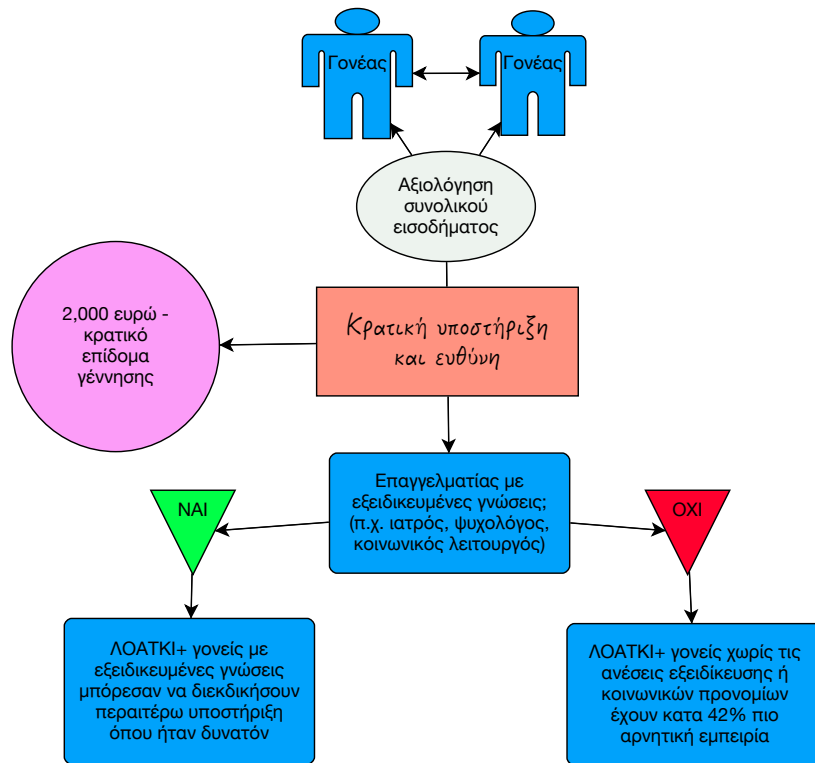 Γονέας
Γονέας
Αξιολόγηση
συνολικού
εισοδήματος
2,000 ευρώ -
κρατικό
επίδομα
γέννησης
Κρατική υποστήριξη
και ευθύνη
Επαγγελματίας με
εξειδικευμένες γνώσεις;
(π.χ. ιατρός, ψυχολόγος,
κοινωνικός λειτουργός)
ΝΑΙ
ΟΧΙ
ΛΟΑΤΚΙ+ γονείς με
εξειδικευμένες γνώσεις
μπόρεσαν να διεκδικήσουν
περαιτέρω υποστήριξη
όπου ήταν δυνατόν
ΛΟΑΤΚΙ+ γονείς χωρίς τις
ανέσεις εξειδίκευσης ή
κοινωνικών προνομίων
έχουν κατα 42% πιο
αρνητική εμπειρία